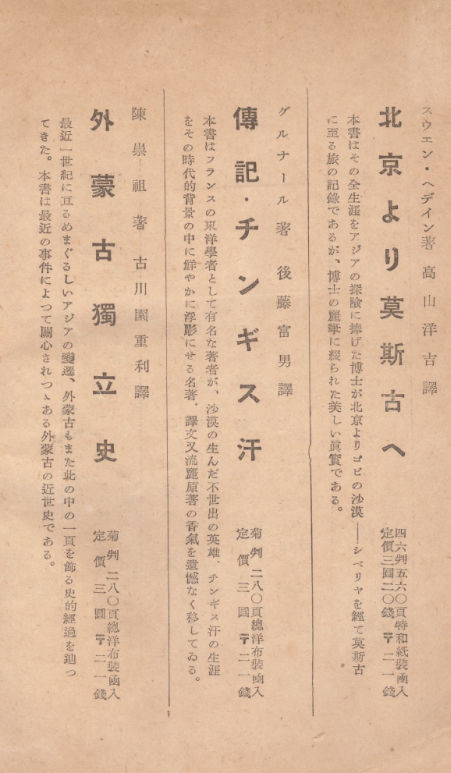 スウエン・ヘデイン著 高山洋吉譯
北京より莫斯古へ
本書はその全生涯をアジアの探險に捧げた博士が北京よりゴビの沙漠――シベリヤを經て莫斯古
に至る旅の記録であるが、博士の麗筆に綴られた美しい眞實である。
四六判五六〇頁特和紙裝凾入
定價三圓二〇錢 〒二一錢
グルナール著 後藤富男譯
傳記・チンギス汗
本書はフランスの東洋學者として有名な著者が、沙漠の生んだ不世出の英雄、チンギス汗の生涯
をその時代的背景の中に鮮やかに浮彫にせる名著、譯文又流麗原著の香氣を遺憾なく移してゐる。
菊判二八〇頁總洋布裝凾入
定價三圓 〒二一錢
陳崇祖著 古川園重利譯
外蒙古獨立史
最近一世紀に亙るめまぐるしいアジアの變遷、外蒙古もまた此の中の一頁を飾る史的經過を辿つ
てきた。本書は最近の事件によつて關心されつゝある外蒙古の近世史である。
菊判二八〇頁總洋布裝凾入
定價三圓 〒二一錢